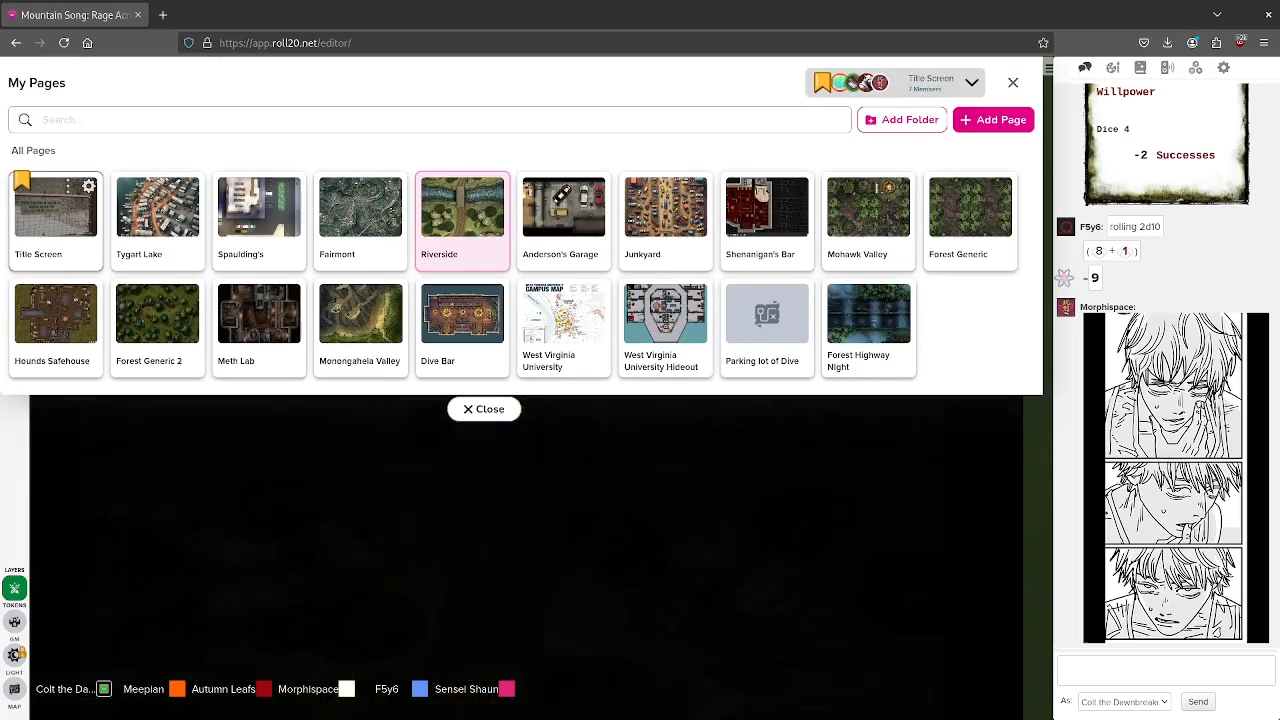 Mountain Song: Rage Acr
https://app.roll20.net/editor/
My Pages
Title Screen
7 Members
Search...
Add Folder
Add Page
All Pages
Title Screen
Tygart Lake
Spaulding's
Fairmont
Riverside
Anderson's Garage
Junkyard
Shenanigan's Bar
Mohawk Valley
Forest Generic
Hounds Safehouse
Forest Generic 2
Meth Lab
Monongahela Valley
Dive Bar
CAMPUS MAP
West Virginia
University
West Virginia
University Hideout
Parking lot of Dive
Forest Highway
Night
Close
LAYERS
TOKENS
GM
LIGHT
MAP
Colt the Da...
Meepian
Autumn Leafs
Morphispace
F5y6
Sensei Shaun
Willpower
Dice 4
-2 Successes
F5y6:
rolling 2d10
(8+1)
-9
Morphispace:
As:
Colt the Dawnbreake
Send